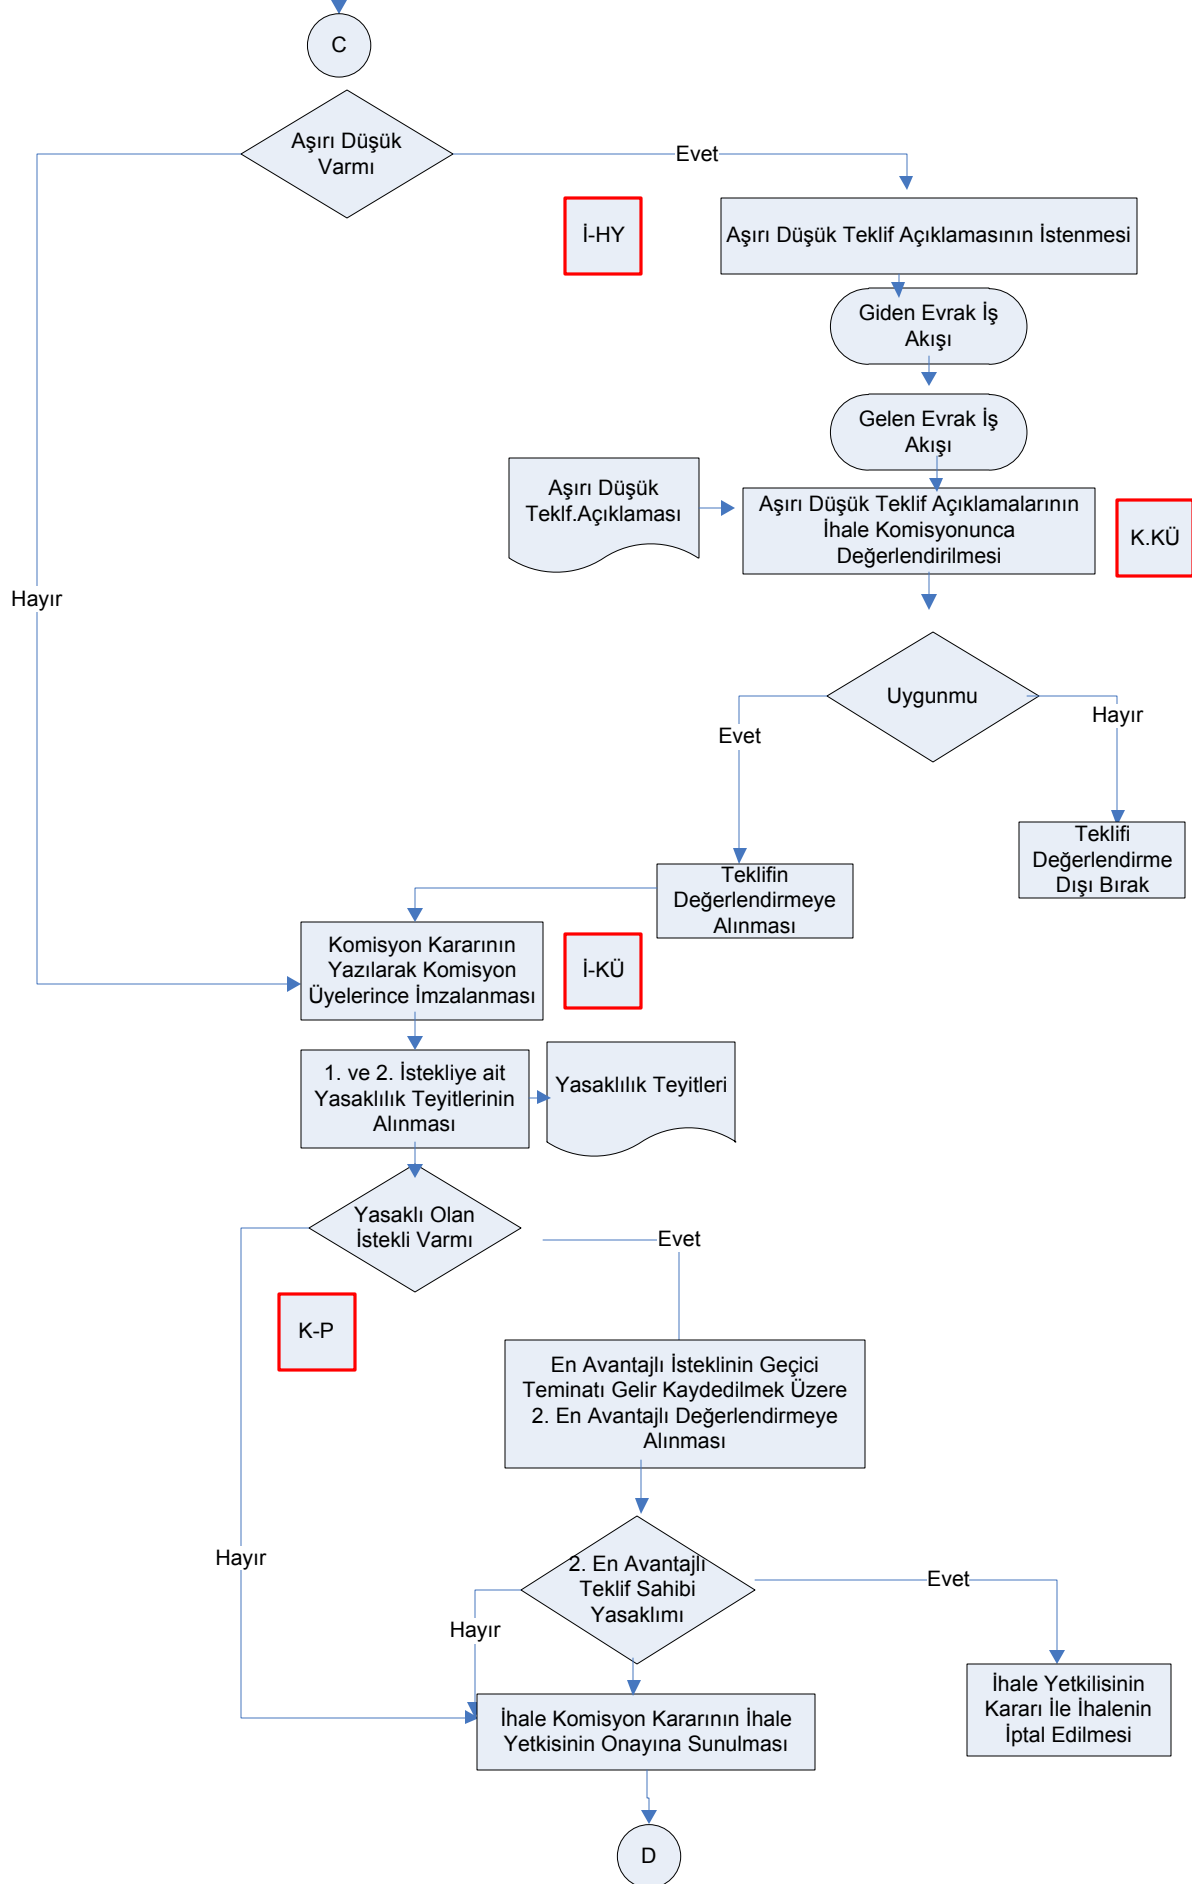 C
Aşırı Düşük
Varmı
Evet
İ-HY
Aşırı Düşük Teklif Açıklamasının İstenmesi
Giden Evrak İş
Akışı
Gelen Evrak İş
Akışı
Aşırı Düşük
Teklf.Açıklaması
Aşırı Düşük Teklif Açıklamalarının
İhale Komisyonunca
Değerlendirilmesi
K.KÜ
Hayır
Uygunmu
Evet
Hayır
Teklifi
Değerlendirme
Dışı Bırak
Teklifin
Değerlendirmeye
Alınması
Komisyon Kararının
Yazılarak Komisyon
Üyelerince İmzalanması
İ-KÜ
1. ve 2. İstekliye ait
Yasaklılık Teyitlerinin
Alınması
Yasaklılık Teyitleri
Yasaklı Olan
İstekli Varmı
Evet
K-P
En Avantajlı İsteklinin Geçici
Teminatı Gelir Kaydedilmek Üzere
2. En Avantajlı Değerlendirmeye
Alınması
Hayır
2. En Avantajlı
Teklif Sahibi
Yasaklımı
Evet
Hayır
İhale Yetkilisinin
Kararı İle İhalenin
İptal Edilmesi
İhale Komisyon Kararının İhale
Yetkisinin Onayına Sunulması
D